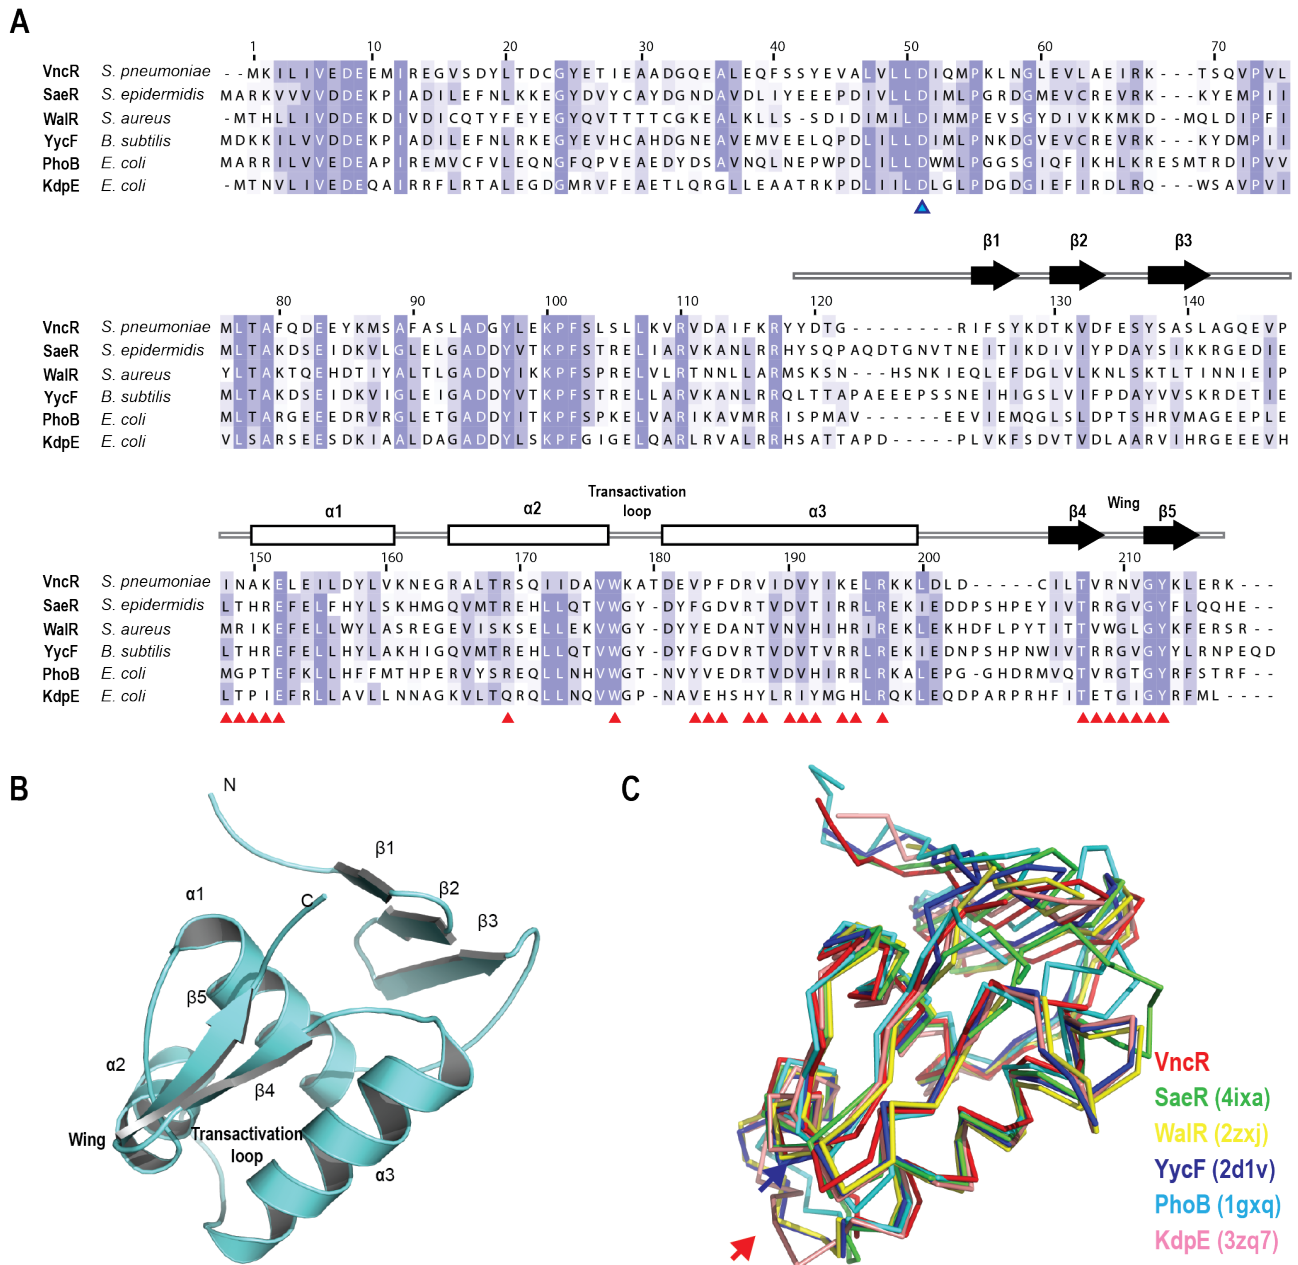 A
1 10 20 30 40 50 60 70
VncR S. pneumoniae --MKILIVEDEEMIREGVSDYLTDCGYETIEAADGQEALEQFSSYEVALVLLDIQMPKLNGLEVLAEIRK---TSQVPVL
SaeR S. epidermidis MARKVVVVDDEKPIADILEFNLKKEGYDVYCAYDGNDAVDLIYEEEPDIVLLDIMLPGRDGMEVCREVRK---KYEMPII
WalR S. aureus -MTHLLIVEDEKDIVDICQTYFEYEGYQVTTTTCGKEALKLLS-SDIDIMILDIMMPEVSGYDIVKKMKD---MQLDIPFI
YycF B. subtilis MDKKILVVDDEKPIADILEFNLRKEGYEVHCAHDGNEAVEMVEELQPDLILLDIMLPNKDGVEVCREVRK---KYDMPII
PhoB E. coli MARRILVVEDEAPIREMVCFVLEQNGFQPVEAEDYDSAVNQLNEPWPDLILLDWMLPGGSGIQFIKHLKRESMTRDIPVV
KdpE E. coli -MTNVLIVEDEQAIRRFLRTALEGDGMRVFEAETLQRGLLEAATRKPDLIILDLGLPDGDGIEFIRDLRQ---WSAVPVI
β1 β2 β3
80 90 100 110 120 130 140
VncR S. pneumoniae MLTAFQDEEYKMSAFASLADGYLEKPFSLSLLKVRVDAIFKRYYDTG--------RIFSYKDTKVDFESYSASLAGQEVP
SaeR S. epidermidis MLTAKDSEIDKVLGLELGADDYVTKPFSTRELIARVKANLRRHYSQPAQDTGNVTNEITIKDIVIYPDAYSIKKRGEDIE
WalR S. aureus YLTAKTQEHDTIYALTLGADDYIKKPFSPRELVLRTNNLLARMSKSN---HSNKIEQLEFDGLVLKNLSKTLTINNIEIP
YycF B. subtilis MLTAKDSEIDKVIGLEIGADDYVTKPFSTRELLARVKANLRRQLTTAPAEEEPSSNEIHIGSLVIFPDAYVVSKRDETIE
PhoB E. coli MLTARGEEEDRVRGLETGADDYITKPFSPKELVARIKAVMRRISPMAV------EEVIEMQGLSLDPTSHRVMAGEEPLE
KdpE E. coli VLSARSEESDKIAALDAGADDYLSKPFGIGELQARLRVALRRHSATTAPD-----PLVKFSDVTVDLAARVIHRGEEEVH
α1 α2 Transactivation loop α3 β4 Wing β5
150 160 170 180 190 200 210
VncR S. pneumoniae INAKELEILDYLVKNEGRALTRSQIIDAVWKATDEVPFDRVIDVYIKELRKKLDLD-----CILTVRNVGYKLERK---
SaeR S. epidermidis LTHREFELFHYLSKHMGQVMTREHLLQTVWGY-DYFGDVRTVDVTIRRLREKIEDDPSHPEYIVTRRGVGYFLQQHE--
WalR S. aureus MRIKEFELLWYLASREGEVISKSELLEKVWGY-DYYEDANTVNVHIHRIREKLEKHDFLPYTITTVWGLGYKFERSR--
YycF B. subtilis LTHREFELLHYLAKHIGQVMTREHLLQTVWGY-DYFGDVRTVDVTVRRLREKIEDNPSHPNWIVTRRGVGYYLRNPEQD
PhoB E. coli MGPTEFKLLHFFMTHPERVYSREQLLNHVWGT-NVYVEDRTVDVHIRRLRKALEPG-GHDRMVQTVRGTGYRFSTRF--
KdpE E. coli LTPIEFRLLAVLLNNAGKVLTQRQLLNQVWGP-NAVEHSHYLRIYMGHLRQKLEQDPARPRHFITETGIGYRFML----
B
N
C
α1
α2
α3
β1
β2
β3
β4
β5
Wing
Transactivation
loop
C
VncR
SaeR (4ixa)
WalR (2zxj)
YycF (2d1v)
PhoB (1gxq)
KdpE (3zq7)